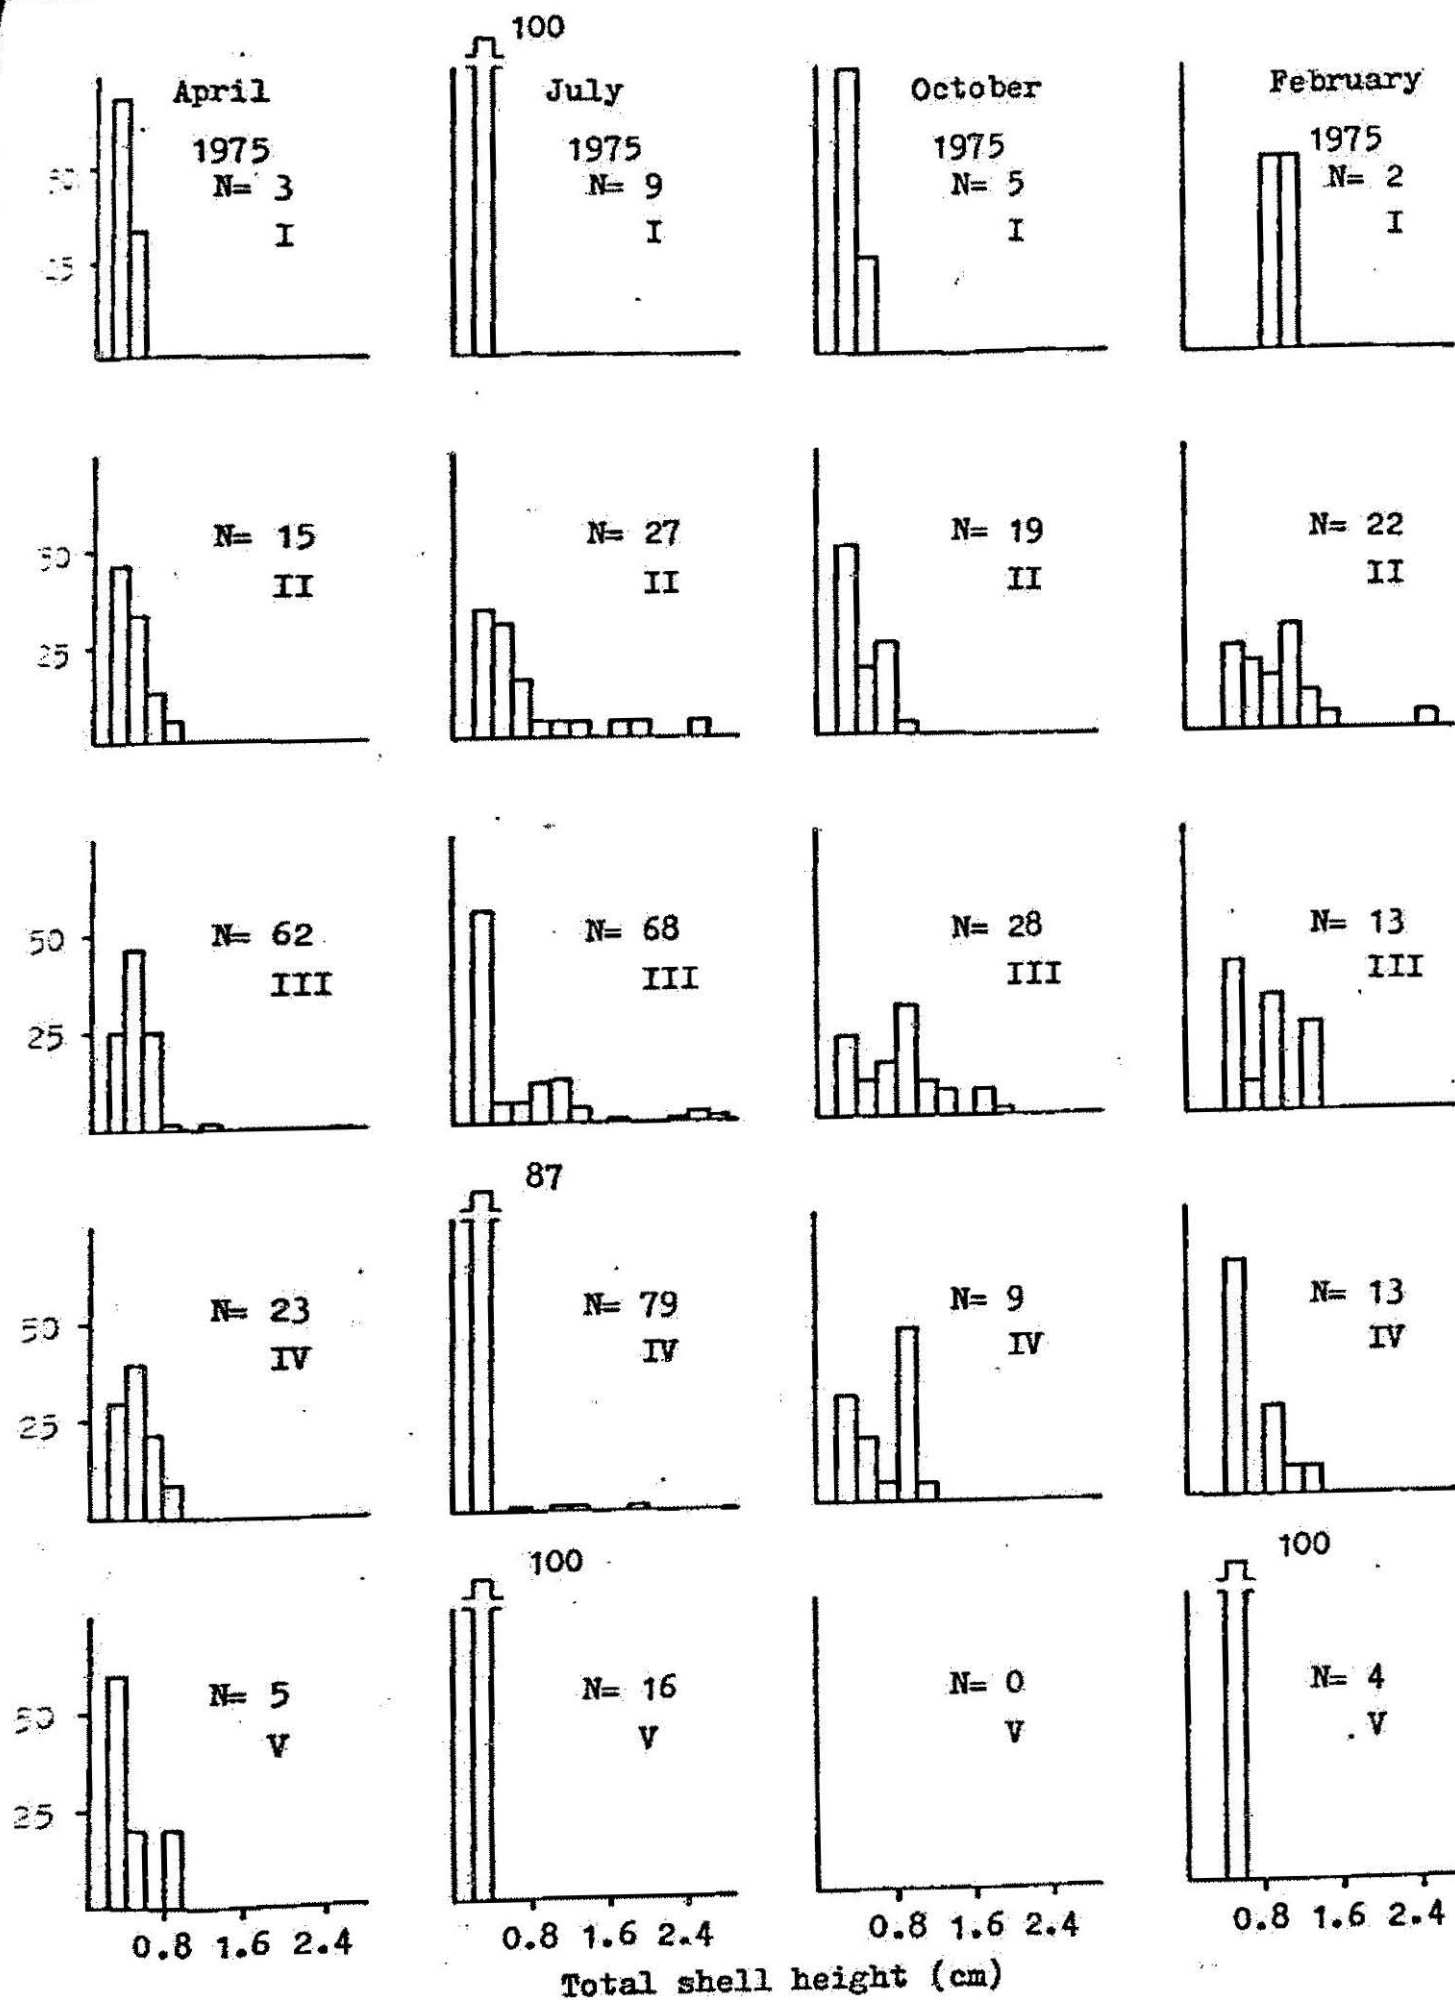 100
April July October February
1975 1975 1975 1975
50 N= 3 N= 9 N= 5 N= 2
I I I I
25
N= 15 N= 27 N= 19 N= 22
50 II II II II
25
50 N= 62 N= 68 N= 28 N= 13
III III III III
25
87
50 N= 23 N= 79 N= 9 N= 13
IV IV IV IV
25
100 100
50 N= 5 N= 16 N= 0 N= 4
V V V V
25
0.8 1.6 2.4 0.8 1.6 2.4 0.8 1.6 2.4 0.8 1.6 2.4
Total shell height (cm)